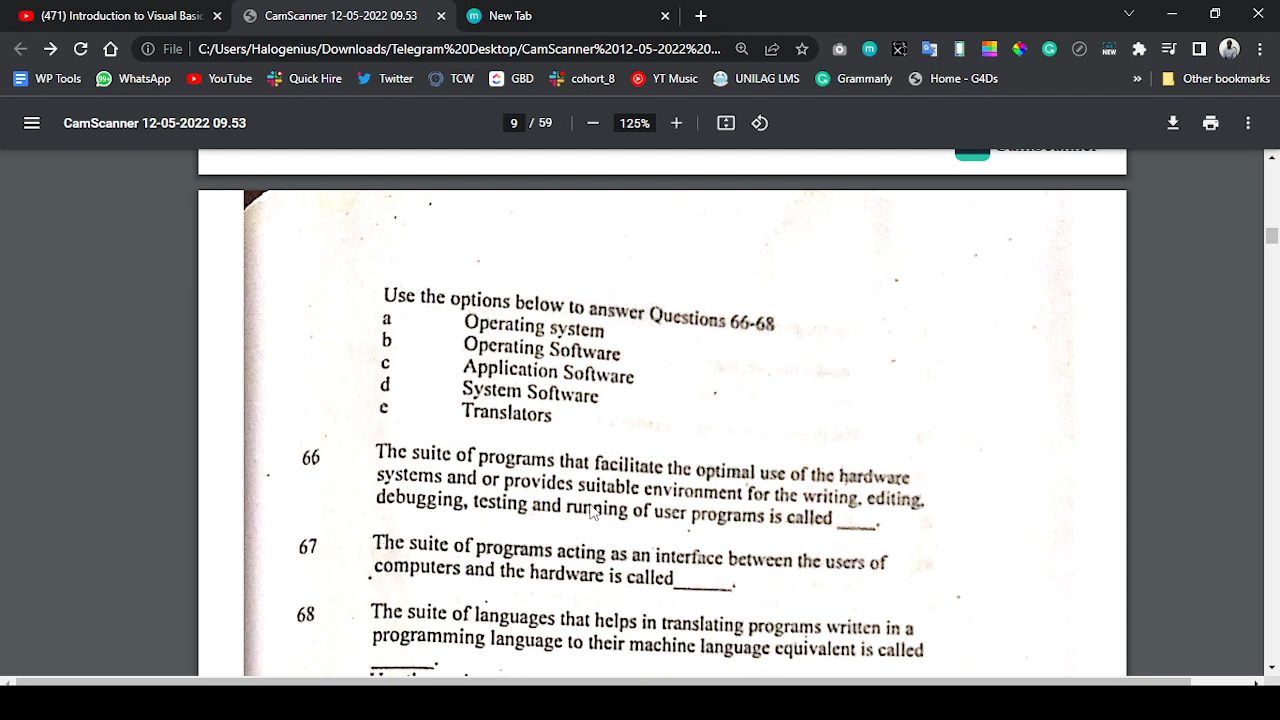 (471) Introduction to Visual Basic
CamScanner 12-05-2022 09.53
New Tab
File
C:/Users/Halogenius/Downloads/Telegram%20Desktop/CamScanner%2012-05-2022%20...
WP Tools
WhatsApp
YouTube
Quick Hire
Twitter
TCW
GBD
cohort_8
YT Music
UNILAG LMS
Grammarly
Home - G4Ds
»
Other bookmarks
CamScanner 12-05-2022 09.53
9 / 59
125%
CamScanner
Use the options below to answer Questions 66-68
a Operating system
b Operating Software
c Application Software
d System Software
e Translators
66 The suite of programs that facilitate the optimal use of the hardware
systems and or provides suitable environment for the writing, editing,
debugging, testing and running of user programs is called ____.
67 The suite of programs acting as an interface between the users of
computers and the hardware is called______.
68 The suite of languages that helps in translating programs written in a
programming language to their machine language equivalent is called
______.